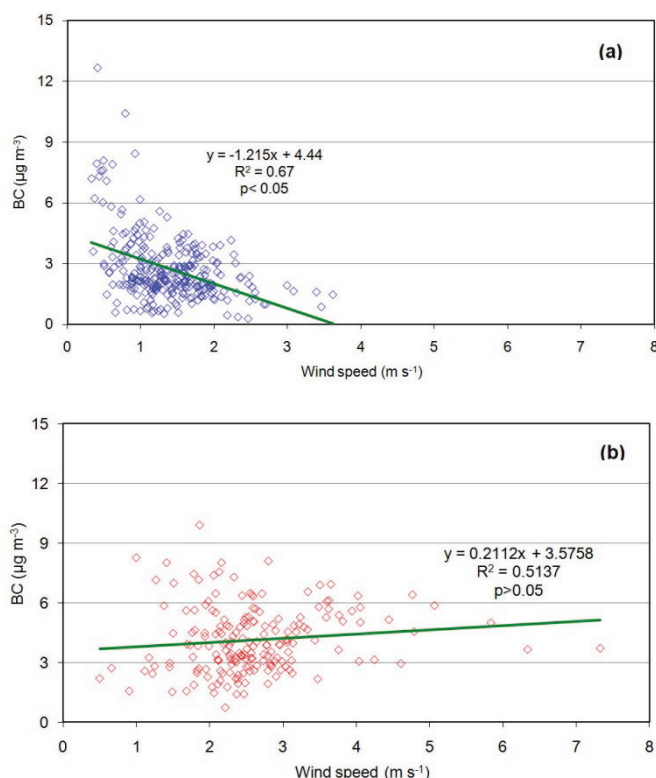 15
(a)
12
9
y = -1.215x + 4.44
R² = 0.67
p< 0.05
BC (µg m⁻³)
6
3
0
0 1 2 3 4 5 6 7 8
Wind speed (m s⁻¹)
15
(b)
12
9
y = 0.2112x + 3.5758
R² = 0.5137
p>0.05
BC (µg m⁻³)
6
3
0
0 1 2 3 4 5 6 7 8
Wind speed (m s⁻¹)